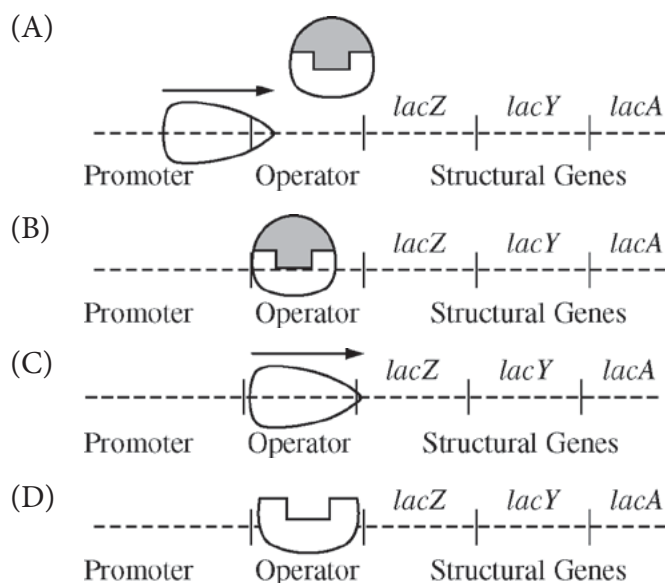 (A)
lacZ lacY lacA
Promoter Operator Structural Genes
(B)
lacZ lacY lacA
Promoter Operator Structural Genes
(C)
lacZ lacY lacA
Promoter Operator Structural Genes
(D)
lacZ lacY lacA
Promoter Operator Structural Genes